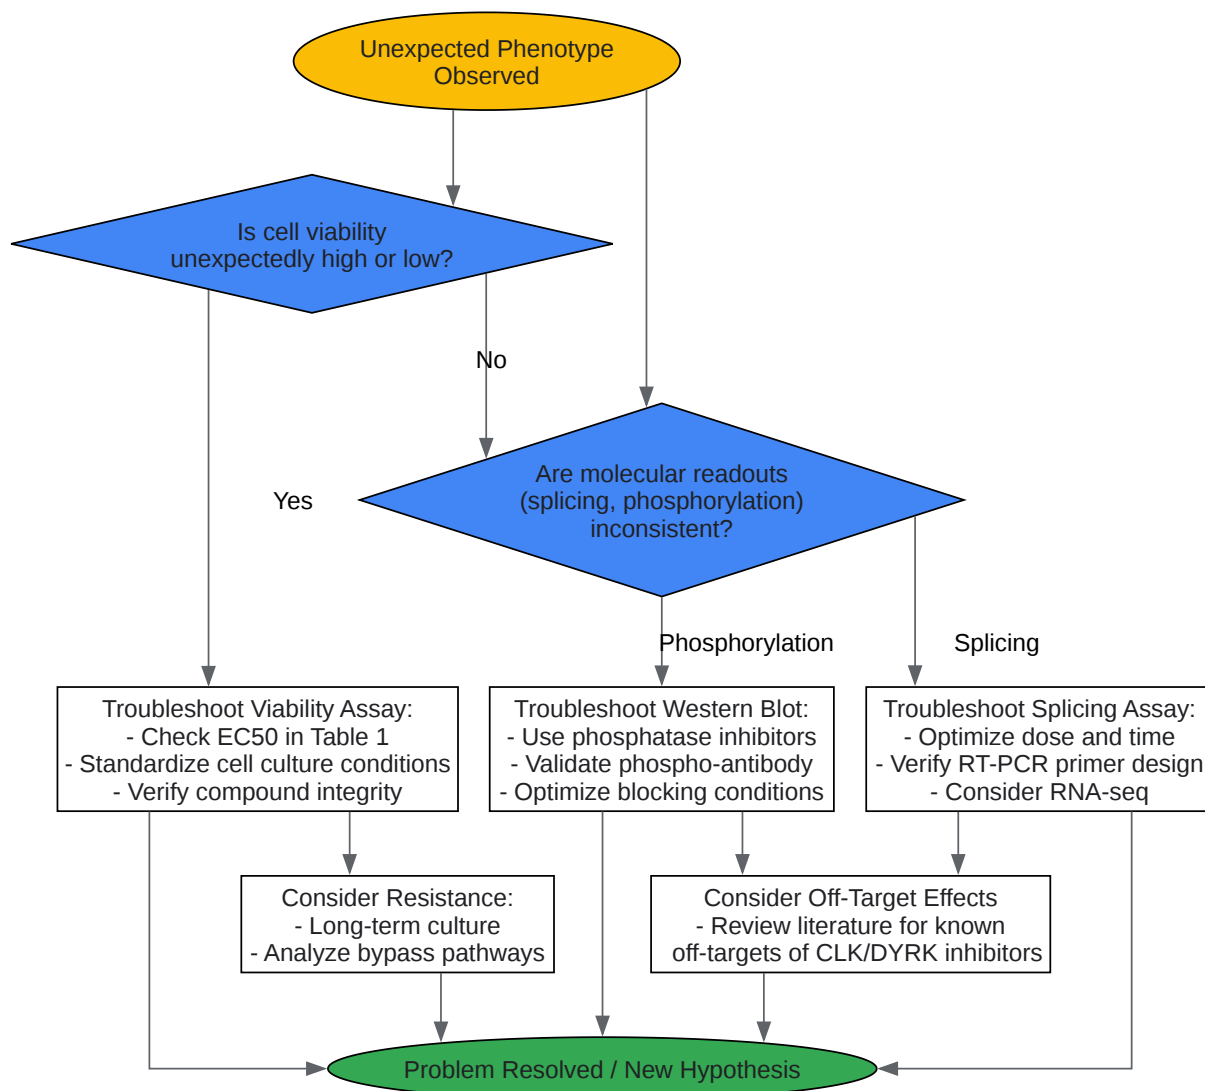 Unexpected Phenotype
Observed
Is cell viability
unexpectedly high or low?
No
Are molecular readouts
(splicing, phosphorylation)
inconsistent?
Yes
Phosphorylation
Splicing
Troubleshoot Viability Assay:
- Check EC50 in Table 1
- Standardize cell culture conditions
- Verify compound integrity
Troubleshoot Western Blot:
- Use phosphatase inhibitors
- Validate phospho-antibody
- Optimize blocking conditions
Troubleshoot Splicing Assay:
- Optimize dose and time
- Verify RT-PCR primer design
- Consider RNA-seq
Consider Resistance:
- Long-term culture
- Analyze bypass pathways
Consider Off-Target Effects
- Review literature for known
off-targets of CLK/DYRK inhibitors
Problem Resolved / New Hypothesis